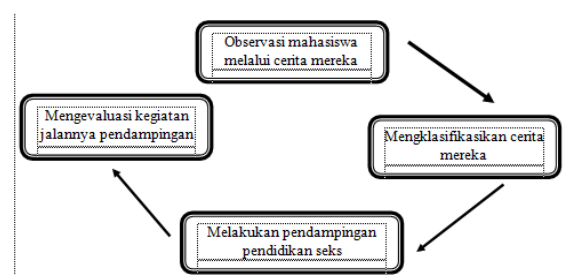 Observasi mahasiswa
melalui cerita mereka
Mengklasifikasikan cerita
mereka
Melakukan pendampingan
pendidikan seks
Mengevaluasi kegiatan
jalannya pendampingan